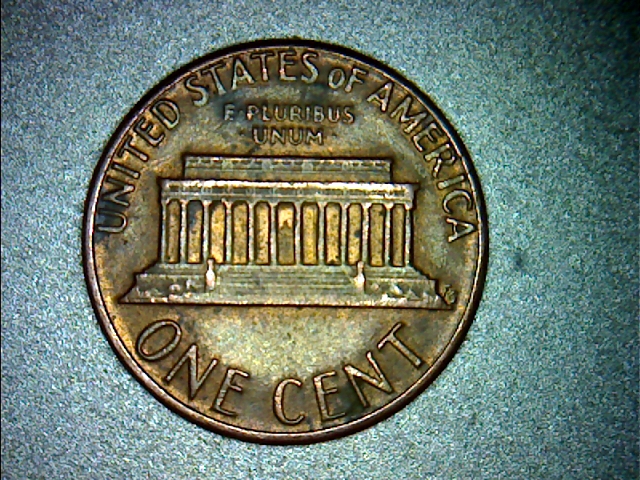 UNITED STATES OF AMERICA
E·PLURIBUS
UNUM
ONE CENT